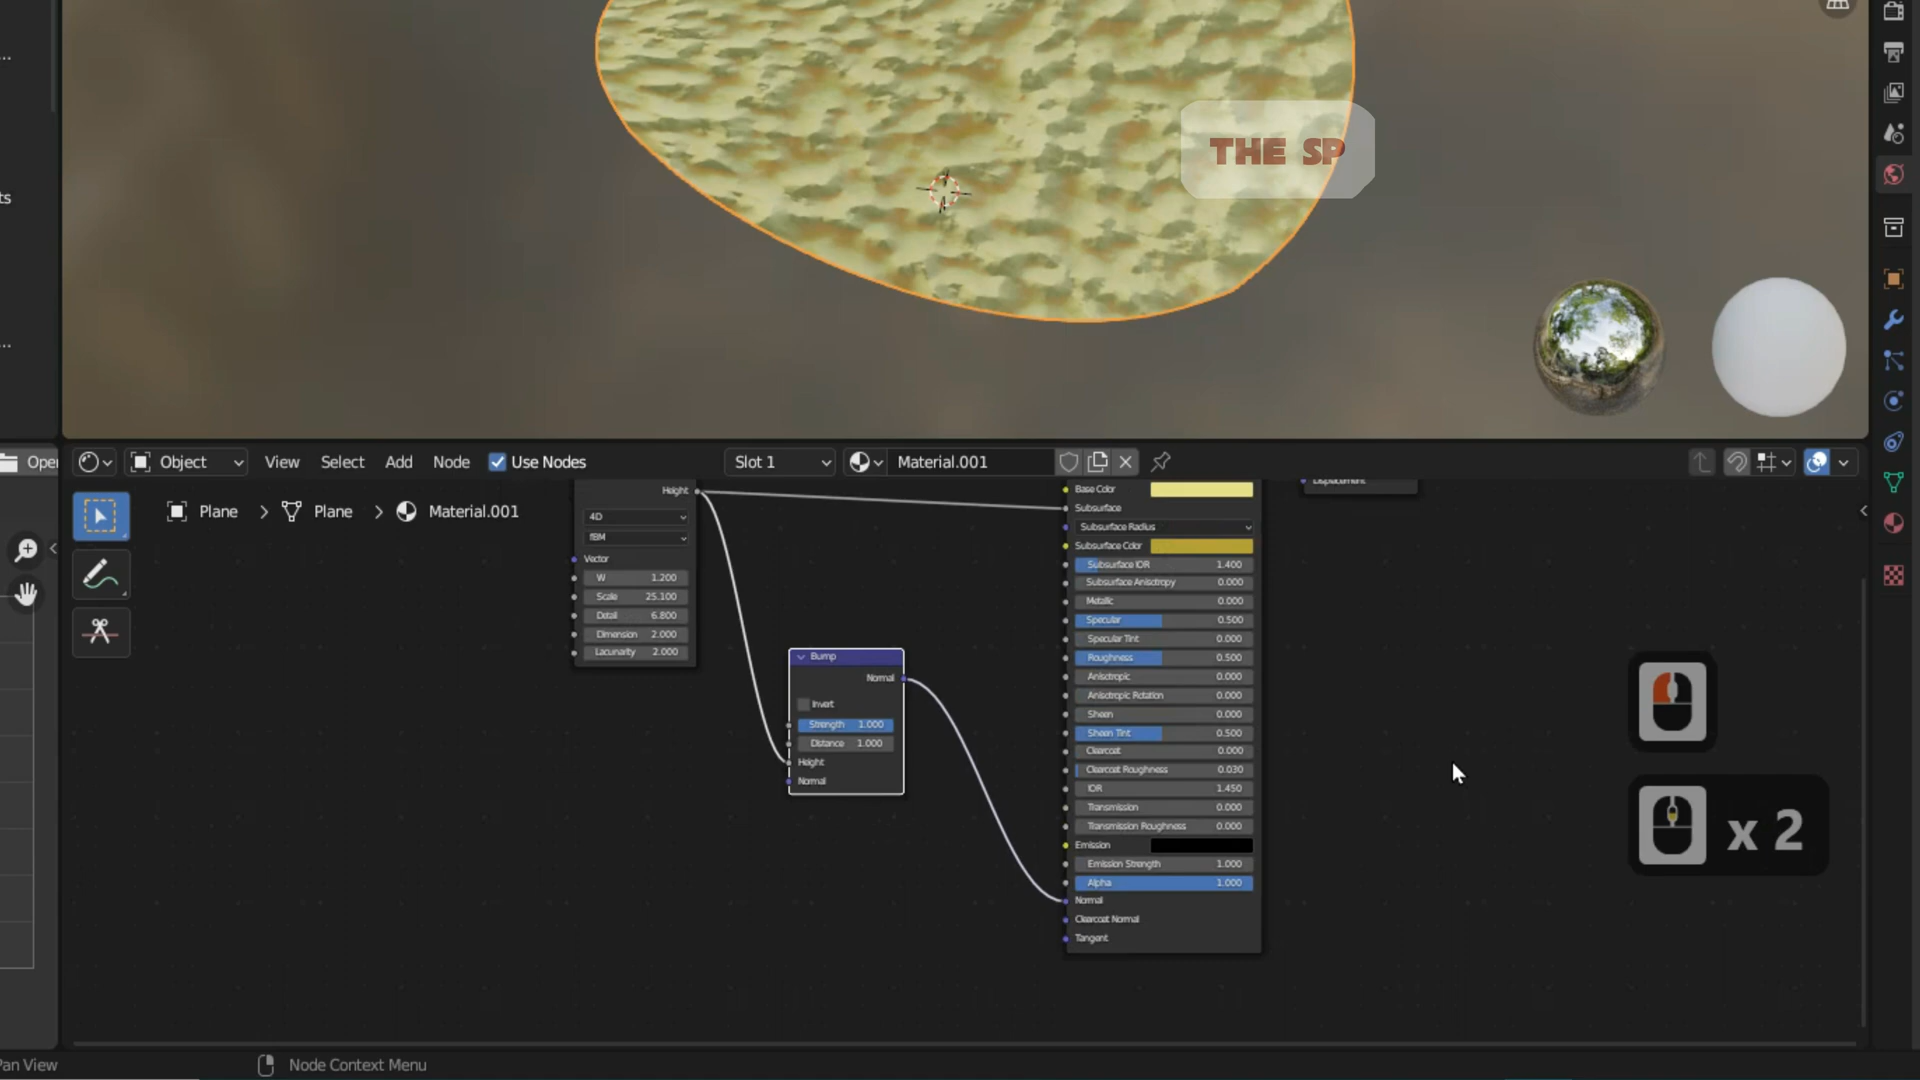 ...
ts
...
THE SP
Open
Object
View
Select
Add
Node
Use Nodes
Slot 1
Material.001
Plane
Plane
Material.001
Height
4D
fBM
Vector
W 1.200
Scale 25.100
Detail 6.800
Dimension 2.000
Lacunarity 2.000
Bump
Normal
Invert
Strength 1.000
Distance 1.000
Height
Normal
Base Color
Subsurface
Subsurface Radius
Subsurface Color
Subsurface IOR 1.400
Subsurface Anisotropy 0.000
Metallic 0.000
Specular 0.500
Specular Tint 0.000
Roughness 0.500
Anisotropic 0.000
Anisotropic Rotation 0.000
Sheen 0.000
Sheen Tint 0.500
Clearcoat 0.000
Clearcoat Roughness 0.030
IOR 1.450
Transmission 0.000
Transmission Roughness 0.000
Emission
Emission Strength 1.000
Alpha 1.000
Normal
Clearcoat Normal
Tangent
Displacement
x 2
Pan View
Node Context Menu